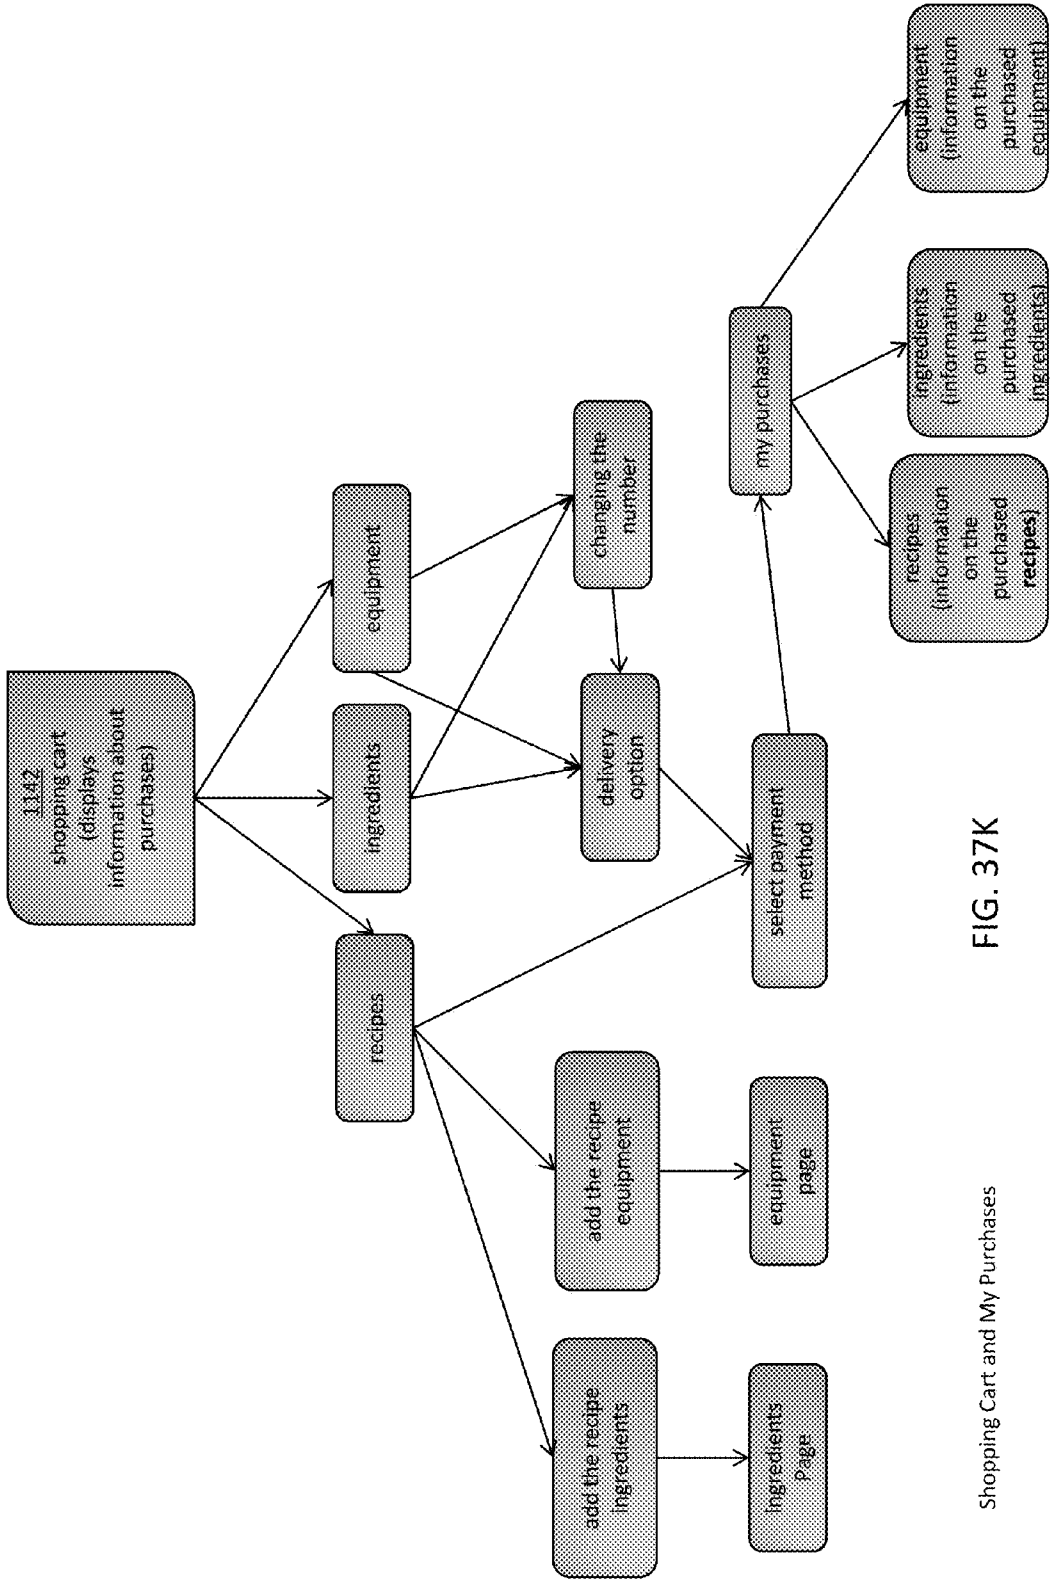 1142
shopping cart
(displays
information about
purchases)
recipes
ingredients
equipment
add the recipe
ingredients
add the recipe
equipment
delivery
option
changing the
number
Ingredients
Page
equipment
page
select payment
method
my purchases
recipes
(information
on the
purchased
recipes)
ingredients
(information
on the
purchased
ingredients)
equipment
(information
on the
purchased
equipment)
Shopping Cart and My Purchases
FIG. 37K